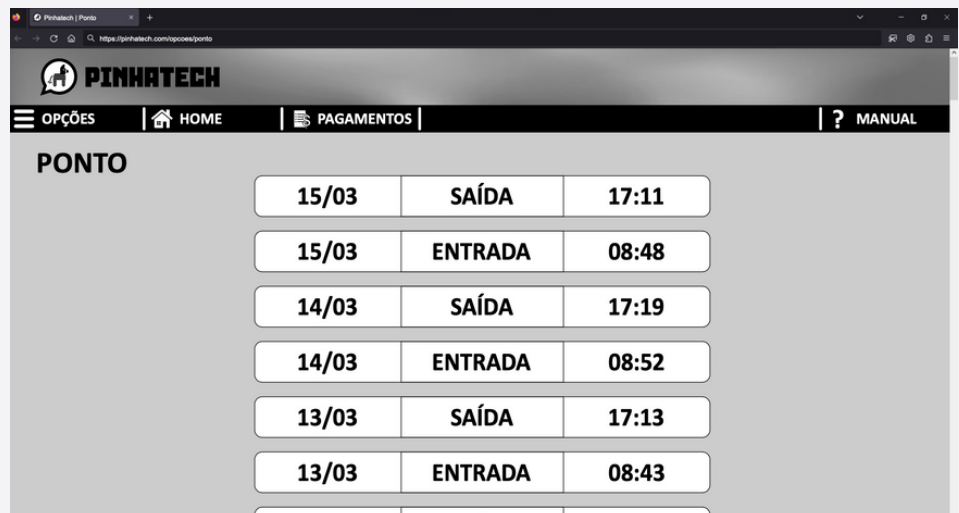 Pinhatech | Ponto
https://pinhatech.com/opcoes/ponto
PINHATECH
OPÇÕES HOME PAGAMENTOS ? MANUAL
PONTO
15/03 SAÍDA 17:11
15/03 ENTRADA 08:48
14/03 SAÍDA 17:19
14/03 ENTRADA 08:52
13/03 SAÍDA 17:13
13/03 ENTRADA 08:43